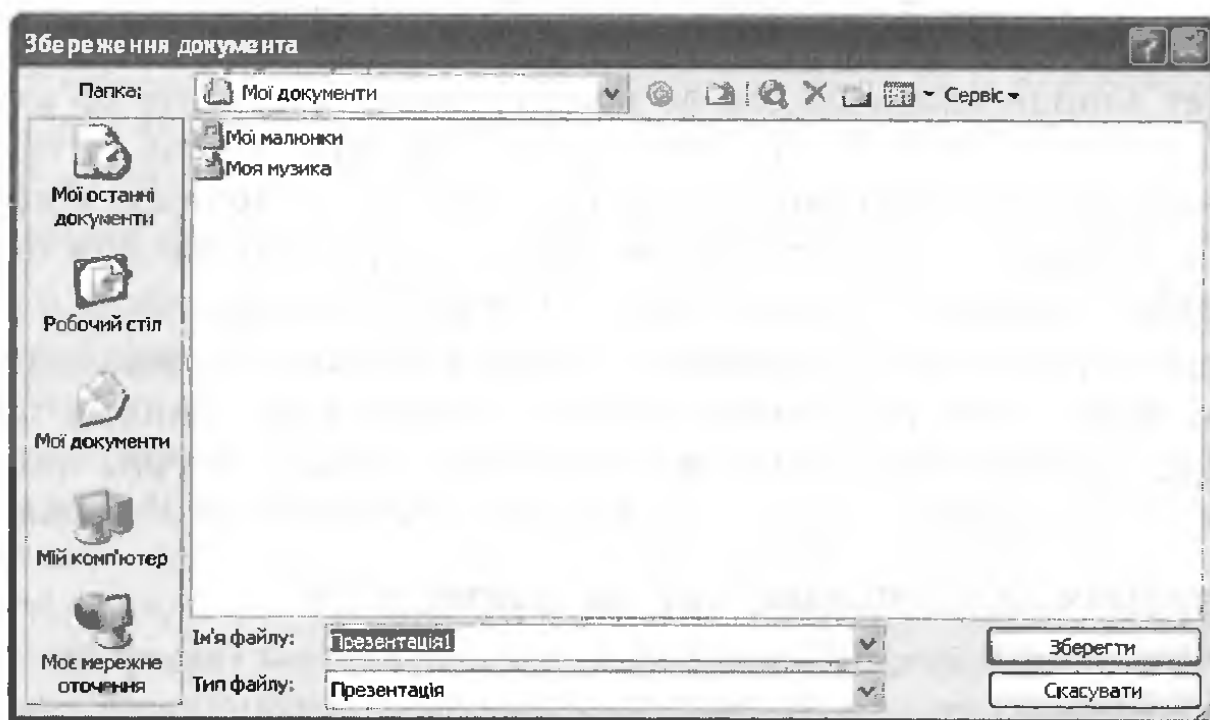 Збереження документа
Папка:
Мої документи
Сервіс
Мої малюнки
Моя музика
Мої останні
документи
Робочий стіл
Мої документи
Мій комп'ютер
Моє мережне
оточення
Ім'я файлу:
Презентація1
Зберегти
Тип файлу:
Презентація
Скасувати